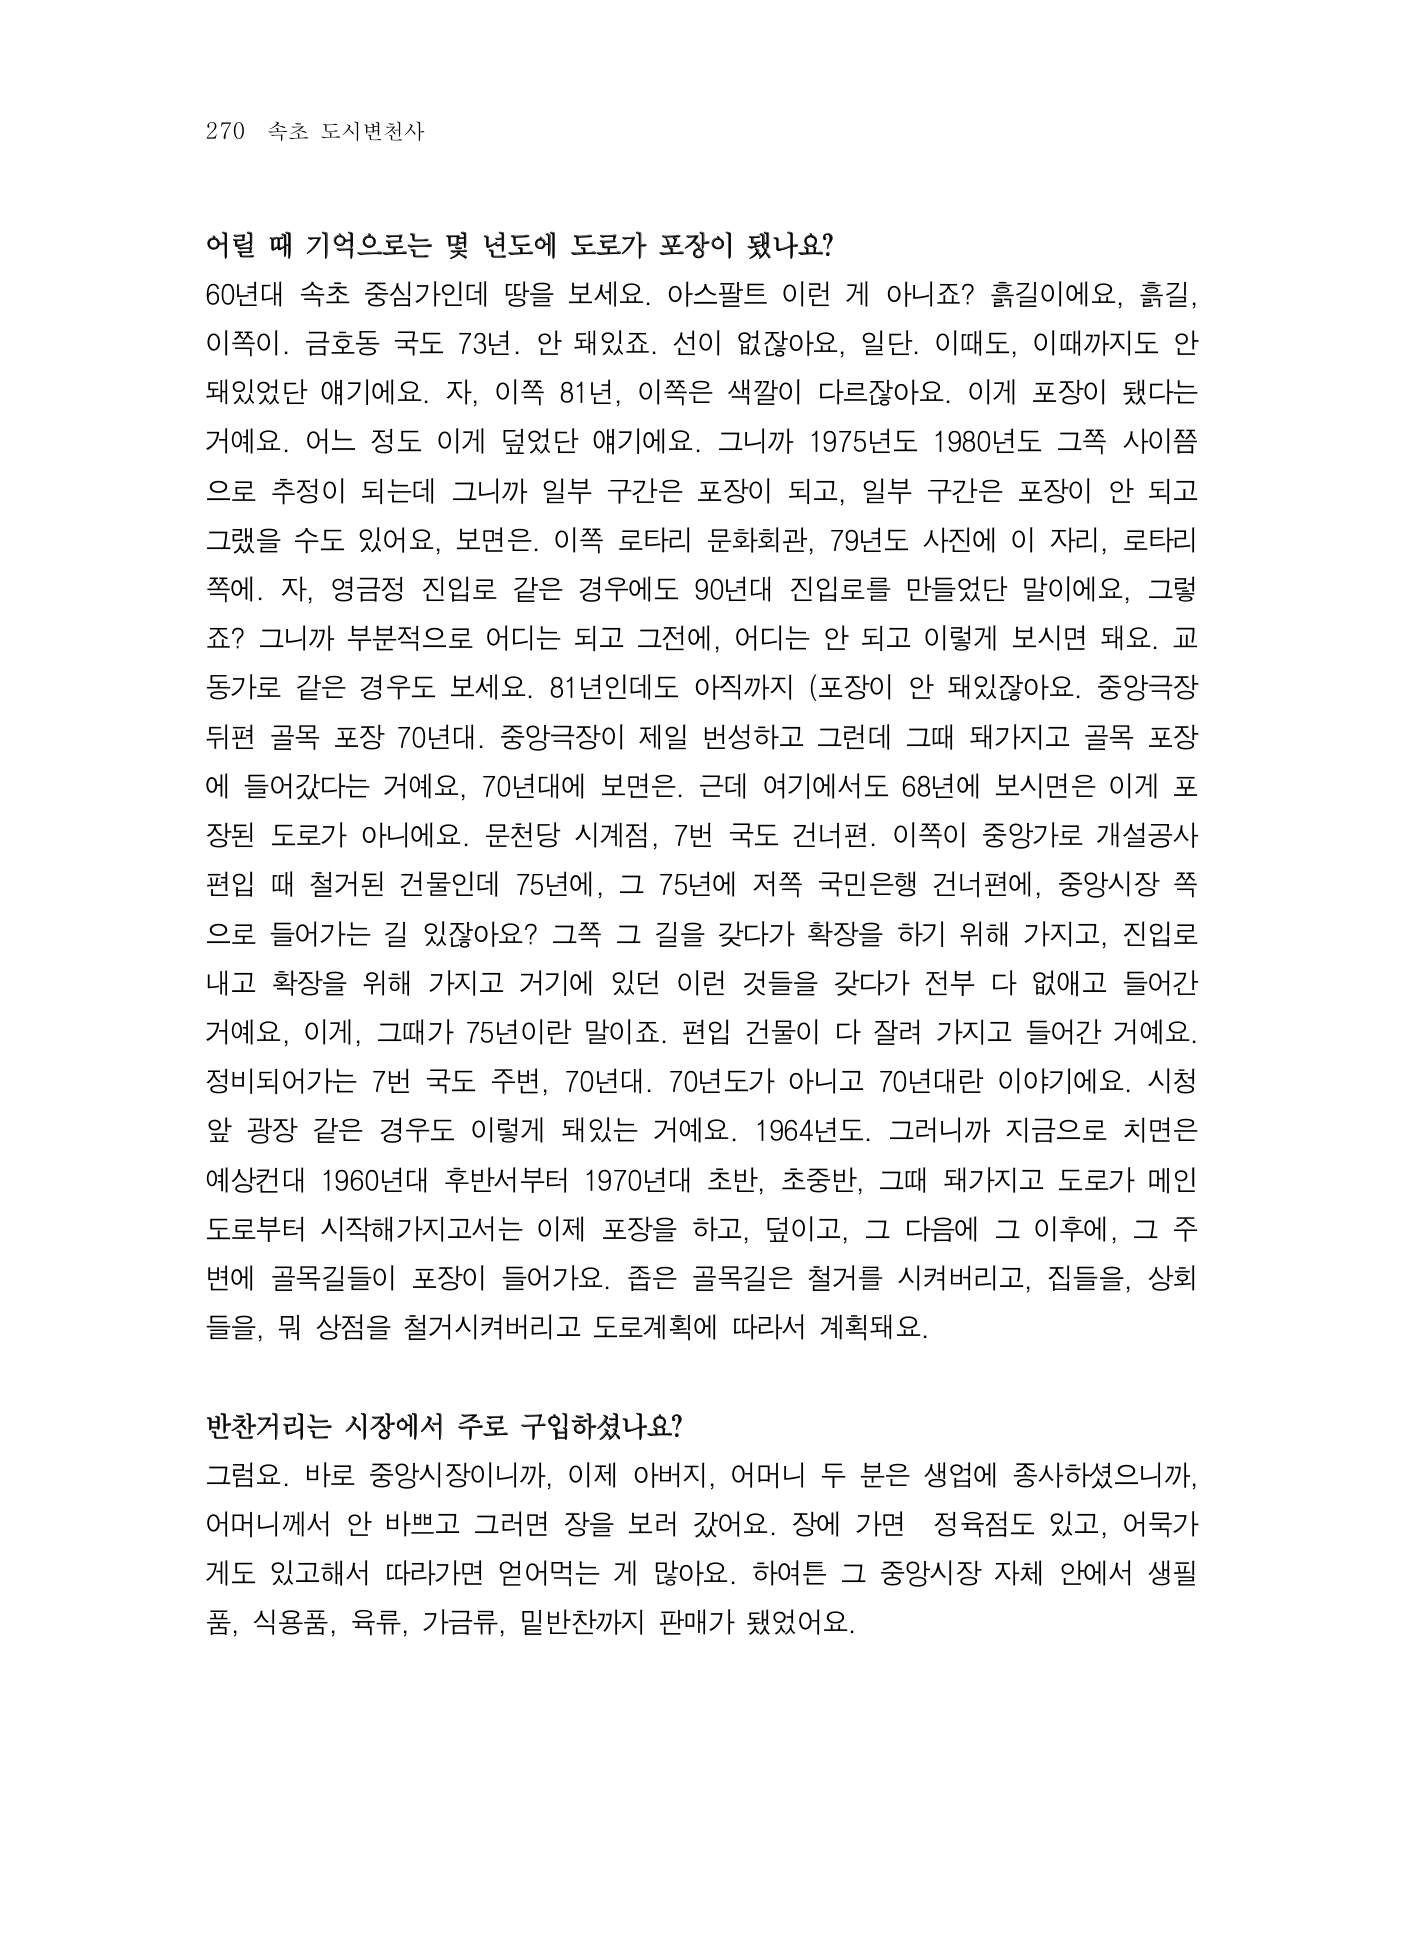 270 속초 도시변천사
어릴 때 기억으로는 몇 년도에 도로가 포장이 됐나요?
60년대 속초 중심가인데 땅을 보세요. 아스팔트 이런 게 아니죠? 흙길이에요, 흙길,
이쪽이. 금호동 국도 73년. 안 돼있죠. 선이 없잖아요, 일단. 이때도, 이때까지도 안
돼있었단 얘기에요. 자, 이쪽 81년, 이쪽은 색깔이 다르잖아요. 이게 포장이 됐다는
거예요. 어느 정도 이게 덮었단 얘기에요. 그니까 1975년도 1980년도 그쪽 사이쯤
으로 추정이 되는데 그니까 일부 구간은 포장이 되고, 일부 구간은 포장이 안 되고
그랬을 수도 있어요, 보면은. 이쪽 로타리 문화회관, 79년도 사진에 이 자리, 로타리
쪽에. 자, 영금정 진입로 같은 경우에도 90년대 진입로를 만들었단 말이에요, 그렇
죠? 그니까 부분적으로 어디는 되고 그전에, 어디는 안 되고 이렇게 보시면 돼요. 교
동가로 같은 경우도 보세요. 81년인데도 아직까지 (포장이 안 돼있잖아요. 중앙극장
뒤편 골목 포장 70년대. 중앙극장이 제일 번성하고 그런데 그때 돼가지고 골목 포장
에 들어갔다는 거예요, 70년대에 보면은. 근데 여기에서도 68년에 보시면은 이게 포
장된 도로가 아니에요. 문천당 시계점, 7번 국도 건너편. 이쪽이 중앙가로 개설공사
편입 때 철거된 건물인데 75년에, 그 75년에 저쪽 국민은행 건너편에, 중앙시장 쪽
으로 들어가는 길 있잖아요? 그쪽 그 길을 갖다가 확장을 하기 위해 가지고, 진입로
내고 확장을 위해 가지고 거기에 있던 이런 것들을 갖다가 전부 다 없애고 들어간
거예요, 이게, 그때가 75년이란 말이죠. 편입 건물이 다 잘려 가지고 들어간 거예요.
정비되어가는 7번 국도 주변, 70년대. 70년도가 아니고 70년대란 이야기에요. 시청
앞 광장 같은 경우도 이렇게 돼있는 거예요. 1964년도. 그러니까 지금으로 치면은
예상컨대 1960년대 후반서부터 1970년대 초반, 초중반, 그때 돼가지고 도로가 메인
도로부터 시작해가지고서는 이제 포장을 하고, 덮이고, 그 다음에 그 이후에, 그 주
변에 골목길들이 포장이 들어가요. 좁은 골목길은 철거를 시켜버리고, 집들을, 상회
들을, 뭐 상점을 철거시켜버리고 도로계획에 따라서 계획돼요.
반찬거리는 시장에서 주로 구입하셨나요?
그럼요. 바로 중앙시장이니까, 이제 아버지, 어머니 두 분은 생업에 종사하셨으니까,
어머니께서 안 바쁘고 그러면 장을 보러 갔어요. 장에 가면 정육점도 있고, 어묵가
게도 있고해서 따라가면 얻어먹는 게 많아요. 하여튼 그 중앙시장 자체 안에서 생필
품, 식용품, 육류, 가금류, 밑반찬까지 판매가 됐었어요.